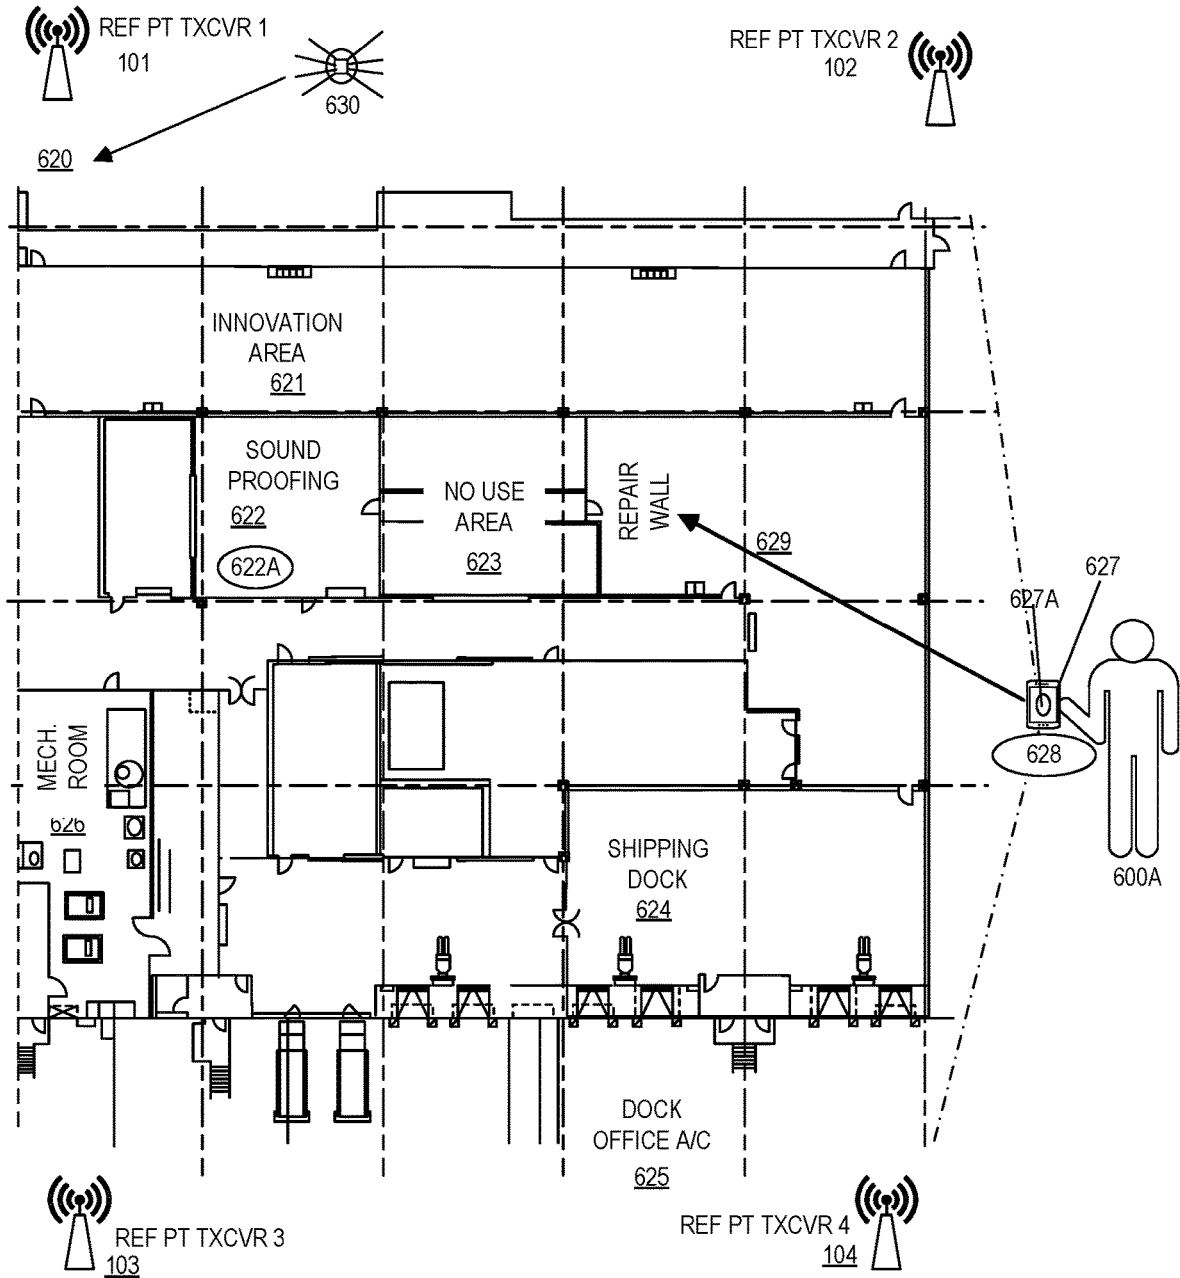 REF PT TXCVR 1
101
630
REF PT TXCVR 2
102
620
INNOVATION
AREA
621
SOUND
PROOFING
622
622A
NO USE
AREA
623
REPAIR
WALL
629
627
627A
628
600A
MECH.
ROOM
626
SHIPPING
DOCK
624
DOCK
OFFICE A/C
625
REF PT TXCVR 3
103
REF PT TXCVR 4
104